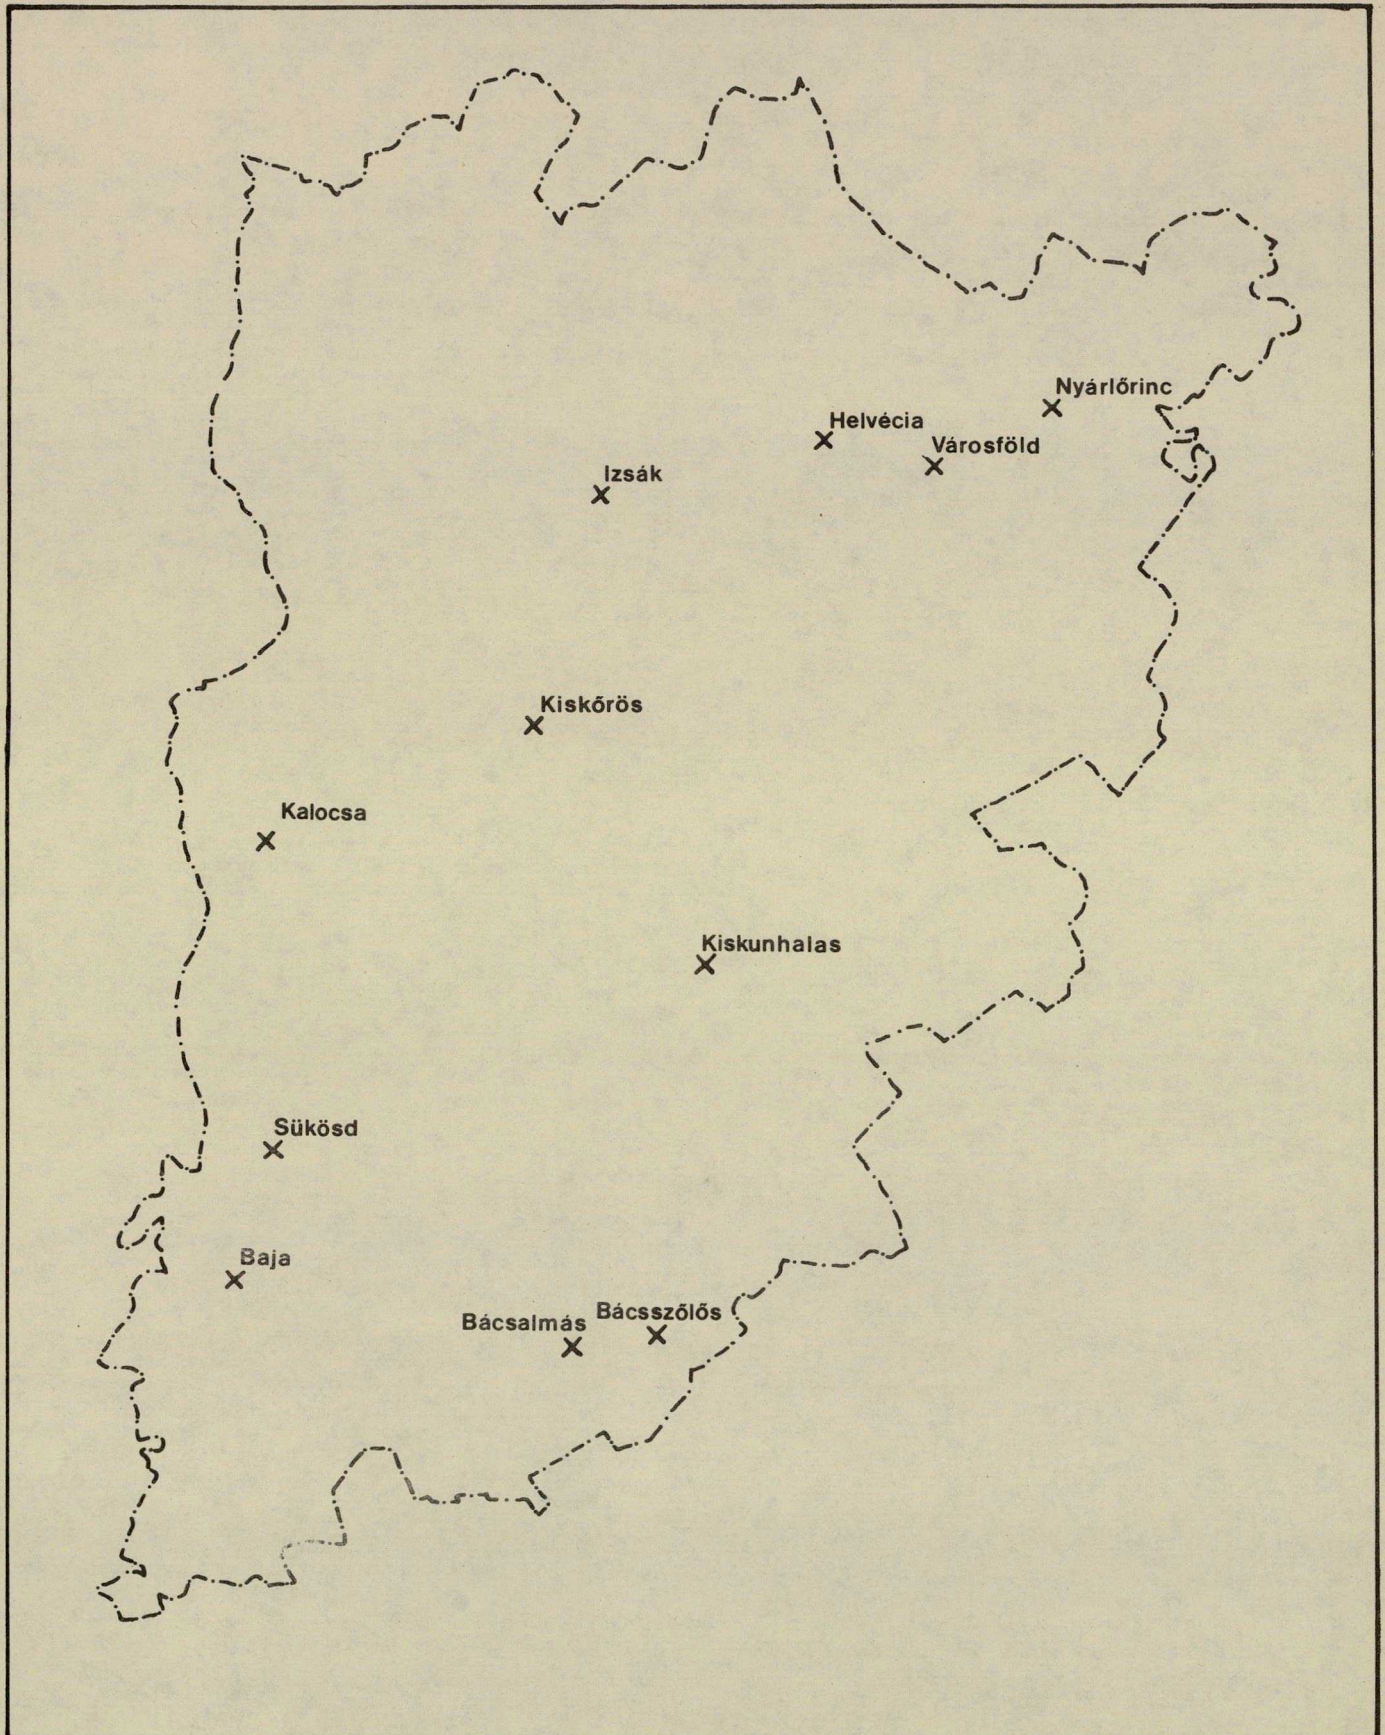 Nyárlőrinc
Helvécia
Városföld
Izsák
Kiskőrös
Kalocsa
Kiskunhalas
Sükösd
Baja
Bácsszőlős
Bácsalmás